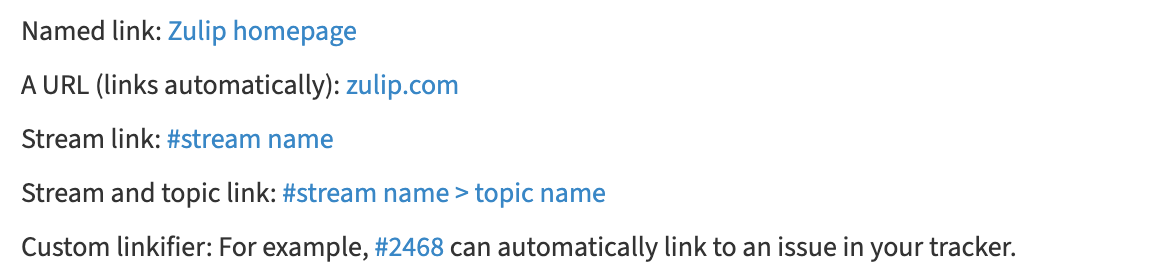 Named link: Zulip homepage
A URL (links automatically): zulip.com
Stream link: #stream name
Stream and topic link: #stream name > topic name
Custom linkifier: For example, #2468 can automatically link to an issue in your tracker.